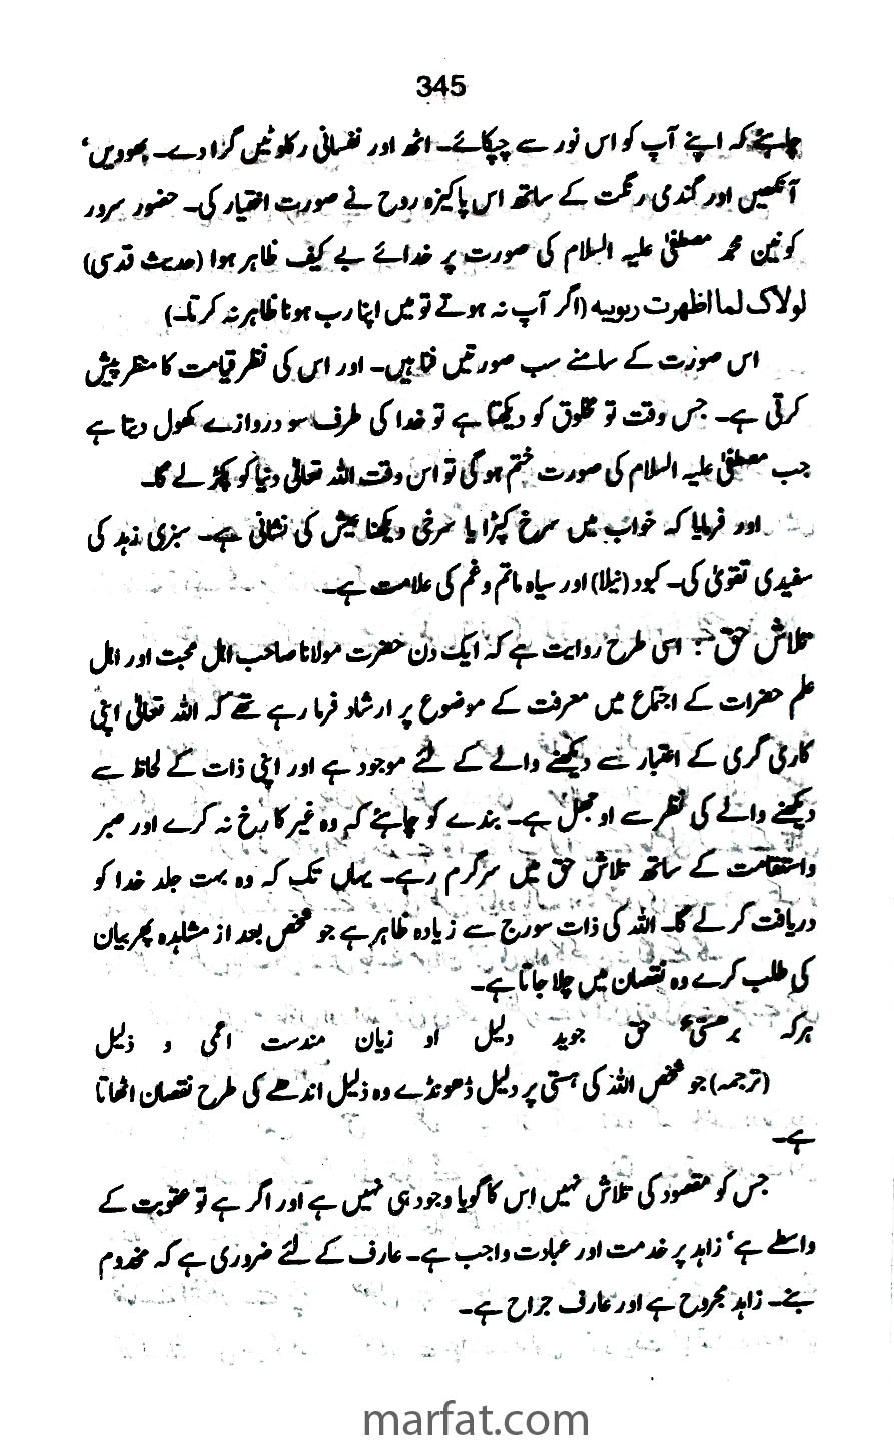 345
چاہئے کہ اپنے آپ کو اس نور سے چپکائے۔ اٹھ اور نفسانی رکاوٹیں گرا دے۔ بھوویں‘
آنکھیں اور گندمی رنگت کے ساتھ اس پاکیزہ روح نے صورت اختیار کی۔ حضور سرور
کونین محمد مصطفیٰ علیہ السلام کی صورت پر خدائے بے کیف ظاہر ہوا (حدیث قدسی)
لولاک لما اظہرت ربوبیہ (اگر آپ نہ ہوتے تو میں اپنا رب ہونا ظاہر نہ کرتا۔)
اس صورت کے سامنے سب صورتیں فنا ہیں۔ اور اس کی نظر قیامت کا منظر پیش
کرتی ہے۔ جس وقت تو مخلوق کو دیکھتا ہے تو خدا کی طرف سو دروازے کھول دیتا ہے
جب مصطفیٰ علیہ السلام کی صورت ختم ہو گی تو اس وقت اللہ تعالیٰ دنیا کو پکڑ لے گا۔
اور فرمایا کہ خواب میں سرخ کپڑا یا سرخی دیکھنا عیش کی نشانی ہے۔ سبزی زہد کی
سفیدی تقویٰ کی۔ کبود (نیلا) اور سیاہ ماتم و غم کی علامت ہے۔
تلاش حق :۔ اسی طرح روایت ہے کہ ایک دن حضرت مولانا صاحب اہل محبت اور اہل
علم حضرات کے اجتماع میں معرفت کے موضوع پر ارشاد فرما رہے تھے کہ اللہ تعالیٰ اپنی
کاری گری کے اعتبار سے دیکھنے والے کے لئے موجود ہے اور اپنی ذات کے لحاظ سے
دیکھنے والے کی نظر سے اوجھل ہے۔ بندے کو چاہئے کہ وہ غیر کا رخ نہ کرے اور صبر
واستقامت کے ساتھ تلاش حق میں سرگرم رہے۔ یہاں تک کہ وہ بہت جلد خدا کو
دریافت کر لے گا۔ اللہ کی ذات سورج سے زیادہ ظاہر ہے جو شخص بعد از مشاہدہ پھر بیان
کی طلب کرے وہ نقصان میں چلا جاتا ہے۔
ہرکہ برہستیء حق جوید دلیل او زیان مندست اعمی و ذلیل
(ترجمہ) جو شخص اللہ کی ہستی پر دلیل ڈھونڈے وہ ذلیل اندھے کی طرح نقصان اٹھاتا
ہے۔
جس کو مقصود کی تلاش نہیں اس کا گویا وجود ہی نہیں ہے اور اگر ہے تو عقوبت کے
واسطے ہے‘ زاہد پر خدمت اور عبادت واجب ہے۔ عارف کے لئے ضروری ہے کہ مخدوم
بنے۔ زاہد مجروح ہے اور عارف جراح ہے۔
marfat.com